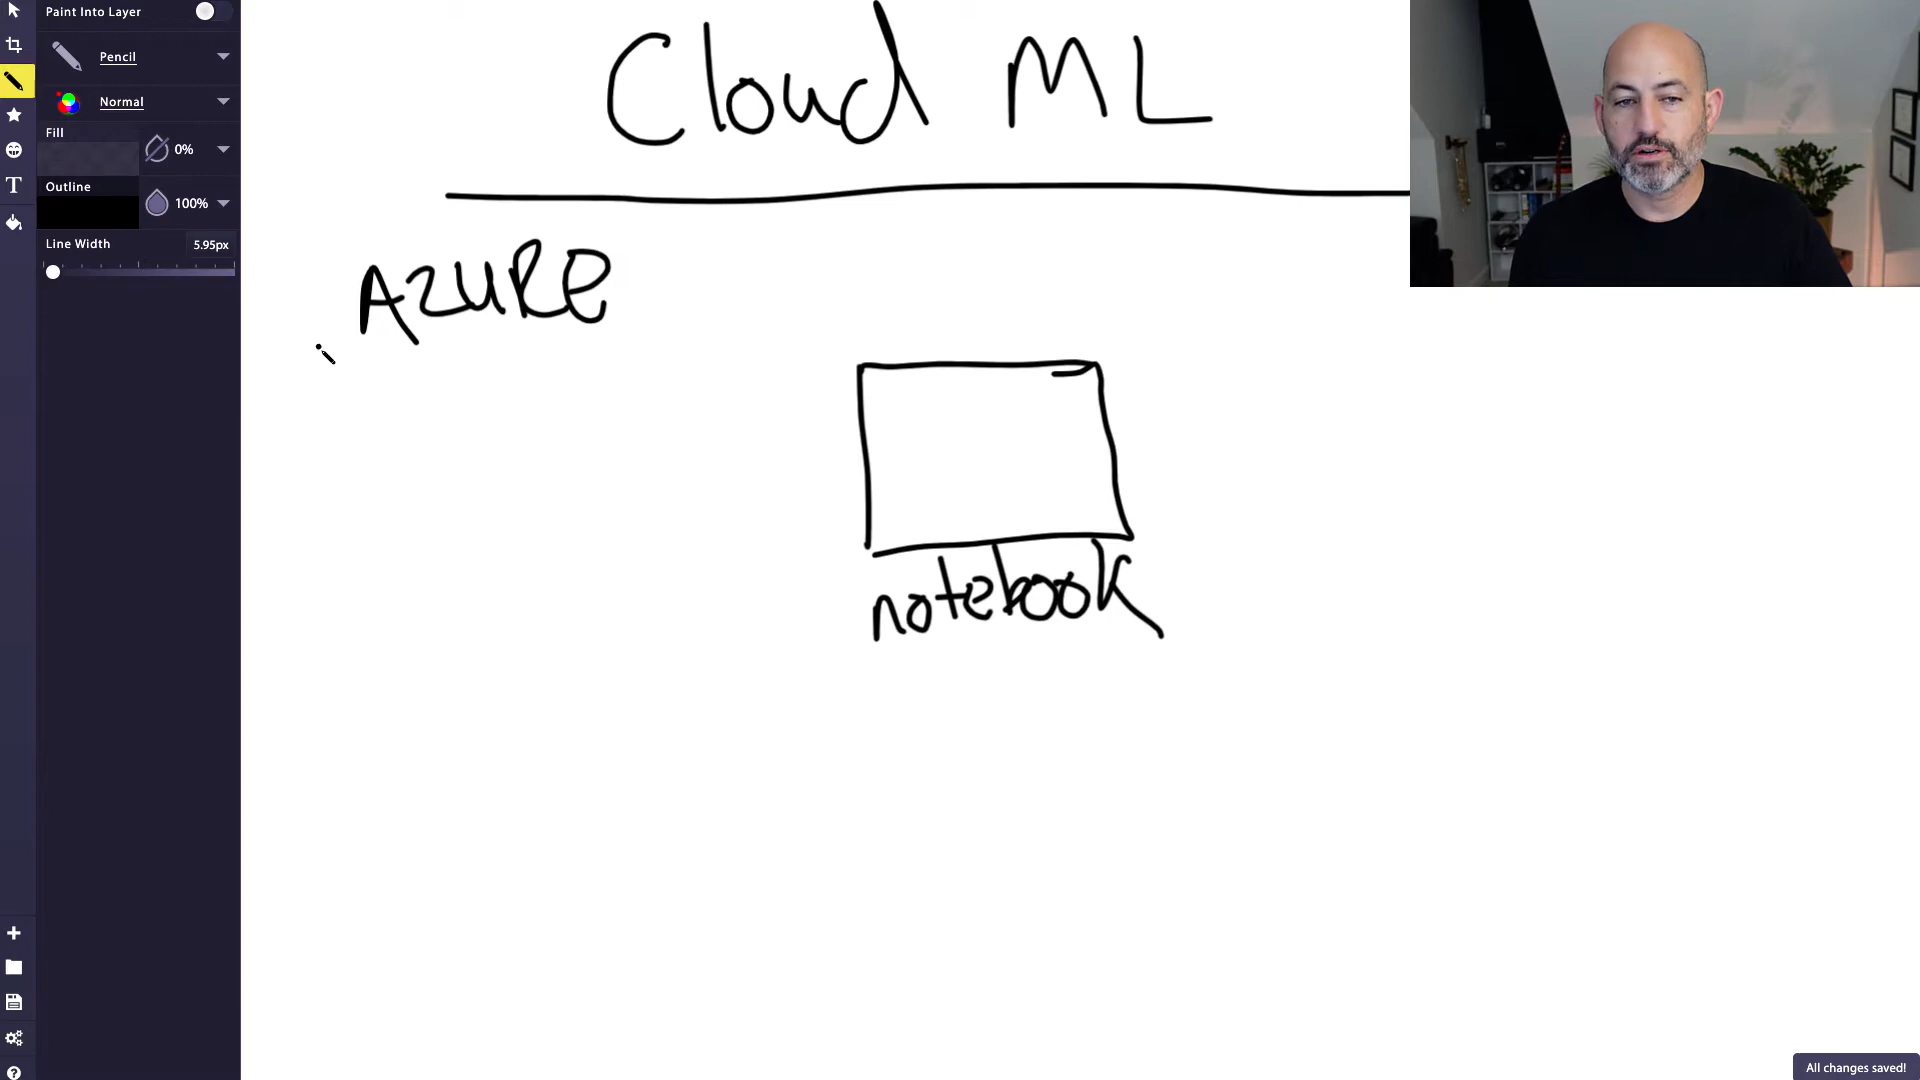 Paint Into Layer
Pencil
Normal
Fill
0%
Outline
100%
Line Width
5.95px
Cloud ML
AZURE
notebook
All changes saved!